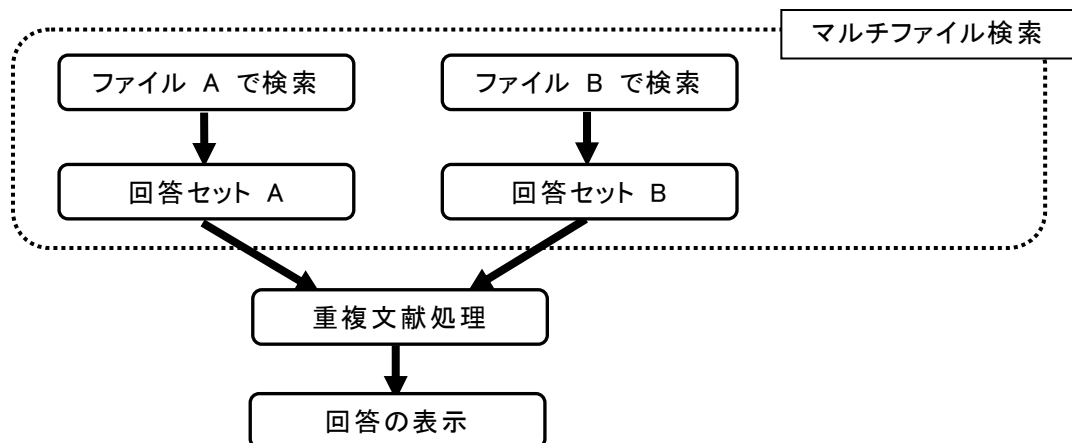 マルチファイル検索
ファイル A で検索
ファイル B で検索
回答セット A
回答セット B
重複文献処理
回答の表示